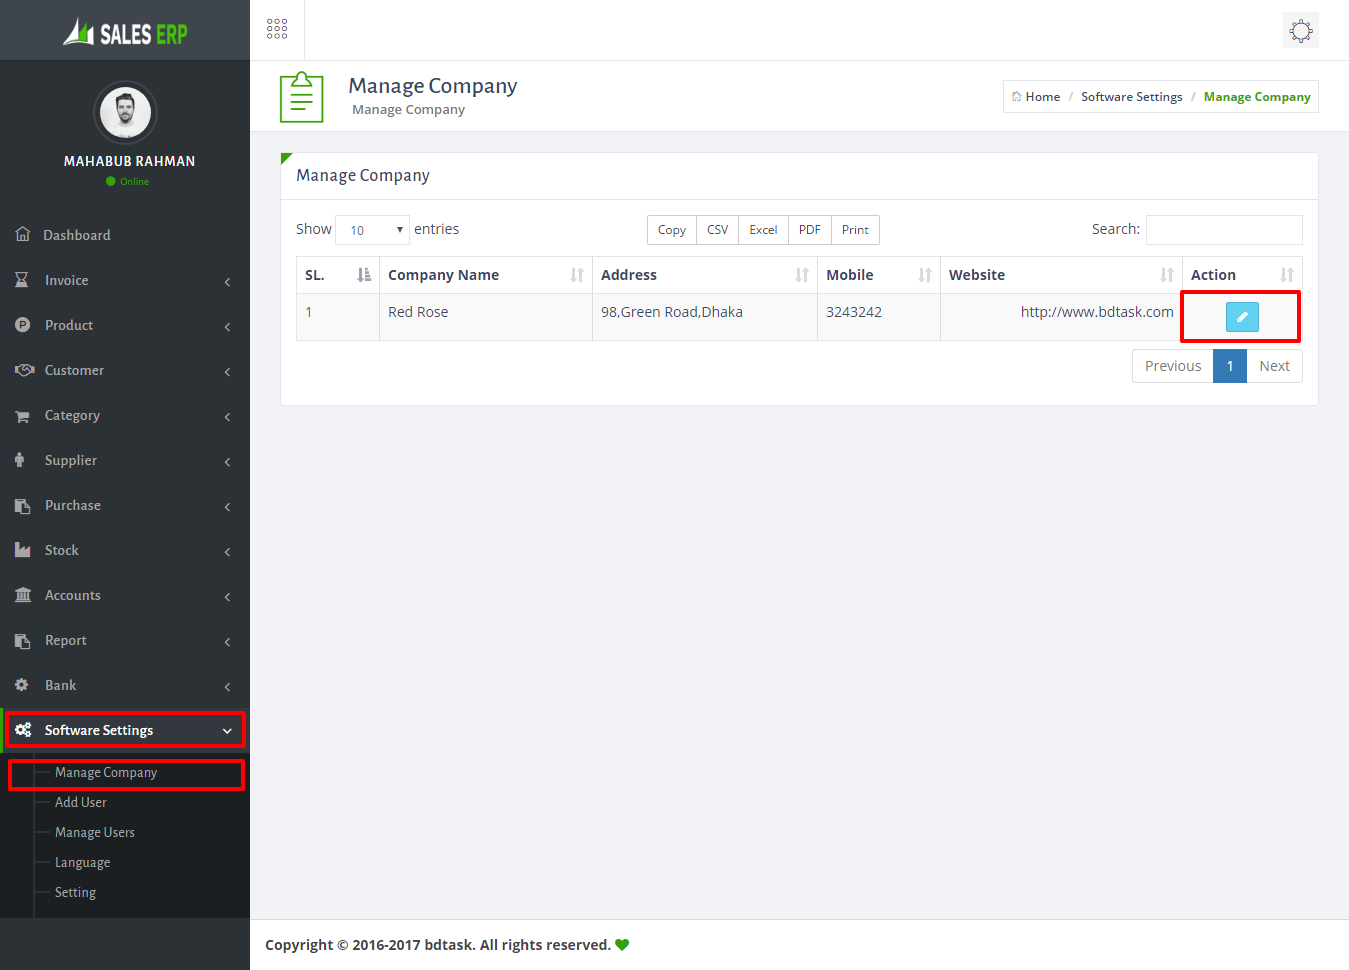 SALES ERP
MAHABUB RAHMAN
Online
Dashboard
Invoice
Product
Customer
Category
Supplier
Purchase
Stock
Accounts
Report
Bank
Software Settings
Manage Company
Add User
Manage Users
Language
Setting
Manage Company
Manage Company
Home / Software Settings / Manage Company
Manage Company
Show 10 entries
Copy CSV Excel PDF Print
Search:
SL. Company Name Address Mobile Website Action
1 Red Rose 98,Green Road,Dhaka 3243242 http://www.bdtask.com
Previous 1 Next
Copyright © 2016-2017 bdtask. All rights reserved.